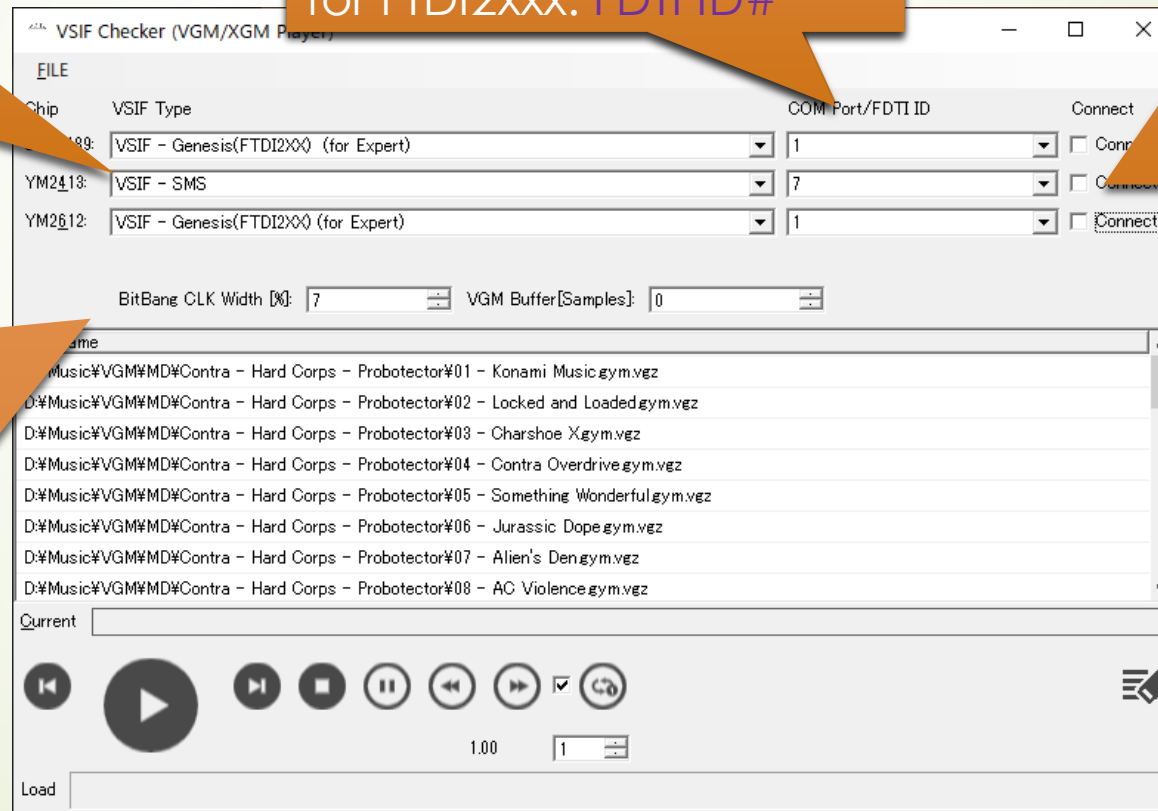 for FTDI2xxx: FDTI ID#
VSIF Checker (VGM/XGM Player)
FILE
Chip VSIF Type COM Port/FDTI ID Connect
89: VSIF - Genesis(FTDI2XX) (for Expert) 1
YM2413: VSIF - SMS 7 Connect
YM2612: VSIF - Genesis(FTDI2XX) (for Expert) 1 Connect
BitBang CLK Width [%]: 7 VGM Buffer[Samples]: 0
D:¥Music¥VGM¥MD¥Contra - Hard Corps - Probotector¥01 - Konami Music.gym.vgz
D:¥Music¥VGM¥MD¥Contra - Hard Corps - Probotector¥02 - Locked and Loaded.gym.vgz
D:¥Music¥VGM¥MD¥Contra - Hard Corps - Probotector¥03 - Charshoe X.gym.vgz
D:¥Music¥VGM¥MD¥Contra - Hard Corps - Probotector¥04 - Contra Overdrive.gym.vgz
D:¥Music¥VGM¥MD¥Contra - Hard Corps - Probotector¥05 - Something Wonderful.gym.vgz
D:¥Music¥VGM¥MD¥Contra - Hard Corps - Probotector¥06 - Jurassic Dope.gym.vgz
D:¥Music¥VGM¥MD¥Contra - Hard Corps - Probotector¥07 - Alien's Den.gym.vgz
D:¥Music¥VGM¥MD¥Contra - Hard Corps - Probotector¥08 - AC Violence.gym.vgz
Current
1.00 1
Load